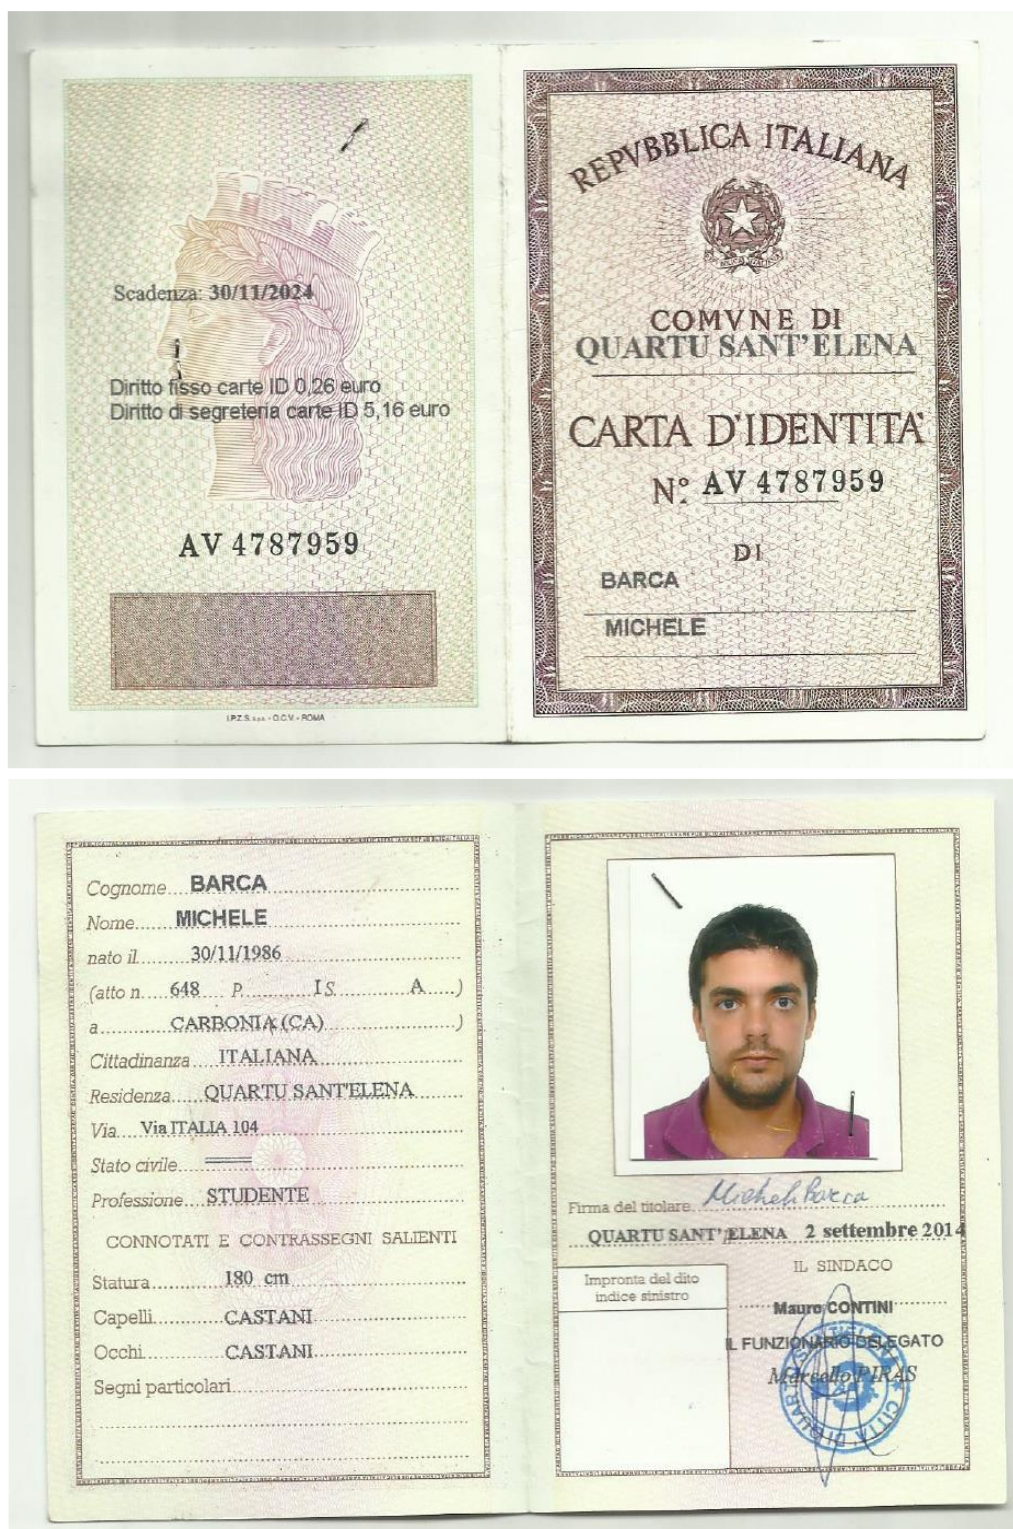 Scadenza: 30/11/2024
Diritto fisso carte ID 0,26 euro
Diritto di segreteria carte ID 5,16 euro
AV 4787959
I.P.Z.S. s.p.a. - O.C.V. - ROMA
REPVBBLICA ITALIANA
COMVNE DI
QUARTU SANT'ELENA
CARTA D'IDENTITÀ
N° AV 4787959
DI
BARCA
MICHELE
Cognome BARCA
Nome MICHELE
nato il 30/11/1986
(atto n. 648 P. I S. A )
a CARBONIA (CA) )
Cittadinanza ITALIANA
Residenza QUARTU SANT'ELENA
Via Via ITALIA 104
Stato civile
Professione STUDENTE
CONNOTATI E CONTRASSEGNI SALIENTI
Statura 180 cm
Capelli CASTANI
Occhi CASTANI
Segni particolari
Firma del titolare Michele Barca
QUARTU SANT'ELENA 2 settembre 2014
Impronta del dito
indice sinistro
IL SINDACO
Mauro CONTINI
IL FUNZIONARIO DELEGATO
Marcello PIRAS